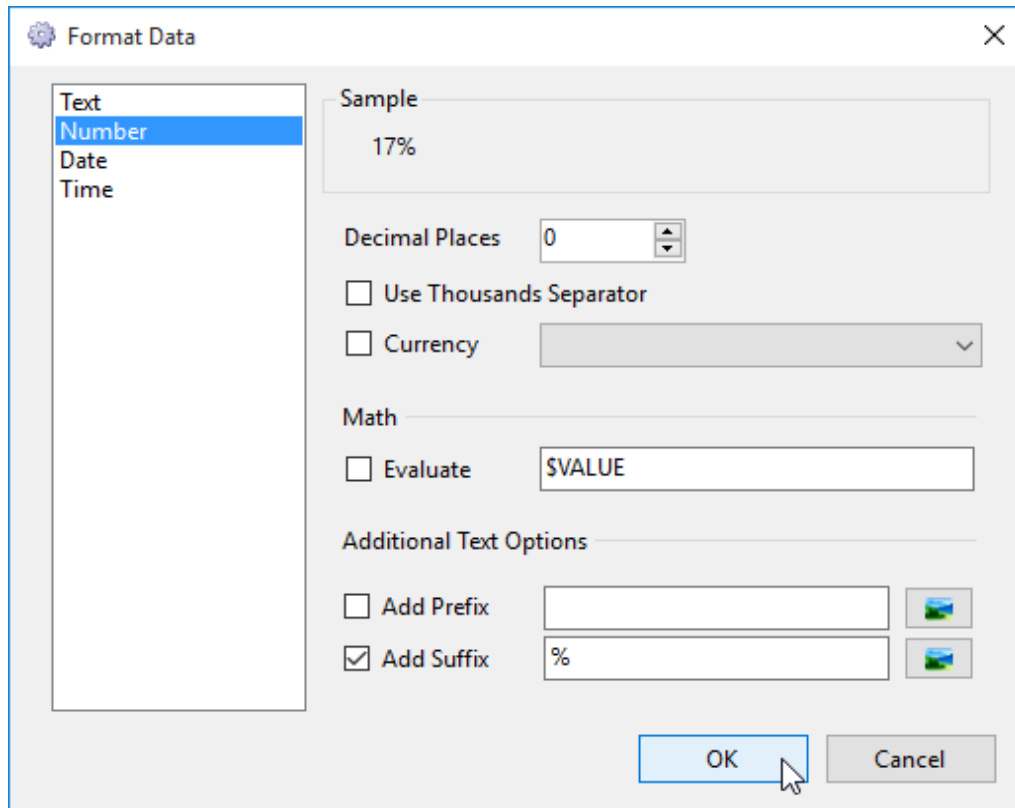 Format Data
Text
Number
Date
Time
Sample
17%
Decimal Places 0
Use Thousands Separator
Currency
Math
Evaluate $VALUE
Additional Text Options
Add Prefix
Add Suffix %
OK Cancel